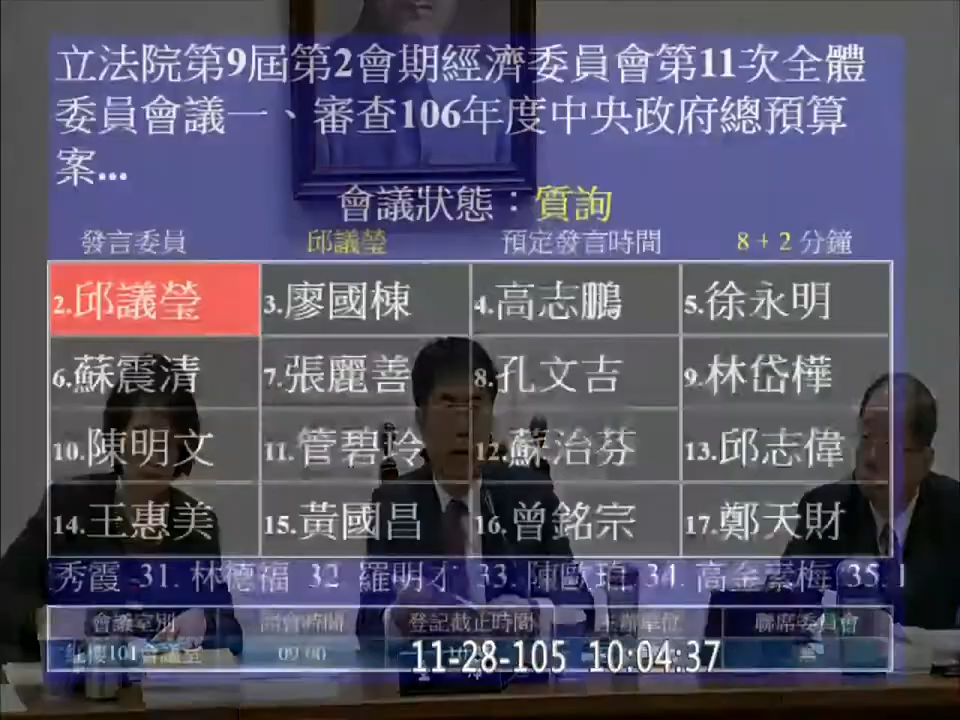 立法院第9屆第2會期經濟委員會第11次全體
委員會議一、審查106年度中央政府總預算
案...
會議狀態：質詢
發言委員 邱議瑩 預定發言時間 8 + 2 分鐘
2.邱議瑩 3.廖國棟 4.高志鵬 5.徐永明
6.蘇震清 7.張麗善 8.孔文吉 9.林岱樺
10.陳明文 11.管碧玲 12.蘇治芬 13.邱志偉
14.王惠美 15.黃國昌 16.曾銘宗 17.鄭天財
秀霞 31. 林德福 32 羅明才 33. 陳歐珀 34. 高金素梅 35.
會議室別 開會時間 登記截止時間 主辦單位 聯席委員會
紅樓101會議室 09:00
11-28-105 10:04:37